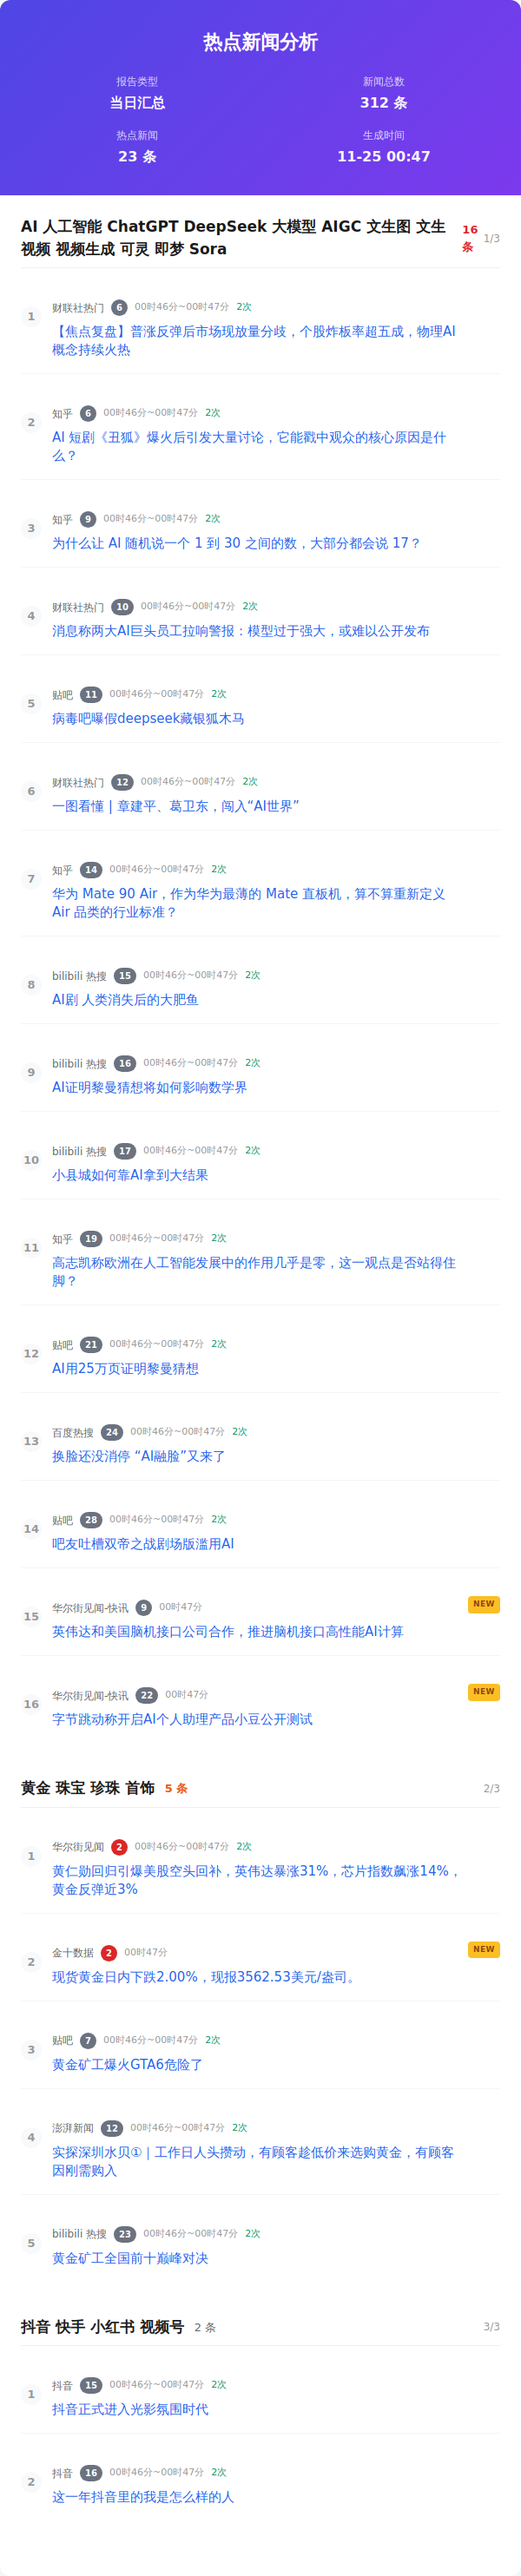 热点新闻分析
报告类型
新闻总数
当日汇总
312 条
热点新闻
生成时间
23 条
11-25 00:47
AI 人工智能 ChatGPT DeepSeek 大模型 AIGC 文生图 文生
视频 视频生成 可灵 即梦 Sora
16
条
1/3
1
财联社热门 6 00时46分~00时47分 2次
【焦点复盘】普涨反弹后市场现放量分歧，个股炸板率超五成，物理AI
概念持续火热
2
知乎 6 00时46分~00时47分 2次
AI 短剧《丑狐》爆火后引发大量讨论，它能戳中观众的核心原因是什
么？
3
知乎 9 00时46分~00时47分 2次
为什么让 AI 随机说一个 1 到 30 之间的数，大部分都会说 17？
4
财联社热门 10 00时46分~00时47分 2次
消息称两大AI巨头员工拉响警报：模型过于强大，或难以公开发布
5
贴吧 11 00时46分~00时47分 2次
病毒吧曝假deepseek藏银狐木马
6
财联社热门 12 00时46分~00时47分 2次
一图看懂 | 章建平、葛卫东，闯入“AI世界”
7
知乎 14 00时46分~00时47分 2次
华为 Mate 90 Air，作为华为最薄的 Mate 直板机，算不算重新定义
Air 品类的行业标准？
8
bilibili 热搜 15 00时46分~00时47分 2次
AI剧 人类消失后的大肥鱼
9
bilibili 热搜 16 00时46分~00时47分 2次
AI证明黎曼猜想将如何影响数学界
10
bilibili 热搜 17 00时46分~00时47分 2次
小县城如何靠AI拿到大结果
11
知乎 19 00时46分~00时47分 2次
高志凯称欧洲在人工智能发展中的作用几乎是零，这一观点是否站得住
脚？
12
贴吧 21 00时46分~00时47分 2次
AI用25万页证明黎曼猜想
13
百度热搜 24 00时46分~00时47分 2次
换脸还没消停 “AI融脸”又来了
14
贴吧 28 00时46分~00时47分 2次
吧友吐槽双帝之战剧场版滥用AI
15
华尔街见闻-快讯 9 00时47分
NEW
英伟达和美国脑机接口公司合作，推进脑机接口高性能AI计算
16
华尔街见闻-快讯 22 00时47分
NEW
字节跳动称开启AI个人助理产品小豆公开测试
黄金 珠宝 珍珠 首饰 5 条
2/3
1
华尔街见闻 2 00时46分~00时47分 2次
黄仁勋回归引爆美股空头回补，英伟达暴涨31%，芯片指数飙涨14%，
黄金反弹近3%
2
金十数据 2 00时47分
NEW
现货黄金日内下跌2.00%，现报3562.53美元/盎司。
3
贴吧 7 00时46分~00时47分 2次
黄金矿工爆火GTA6危险了
4
澎湃新闻 12 00时46分~00时47分 2次
实探深圳水贝①｜工作日人头攒动，有顾客趁低价来选购黄金，有顾客
因刚需购入
5
bilibili 热搜 23 00时46分~00时47分 2次
黄金矿工全国前十巅峰对决
抖音 快手 小红书 视频号 2 条
3/3
1
抖音 15 00时46分~00时47分 2次
抖音正式进入光影氛围时代
2
抖音 16 00时46分~00时47分 2次
这一年抖音里的我是怎么样的人